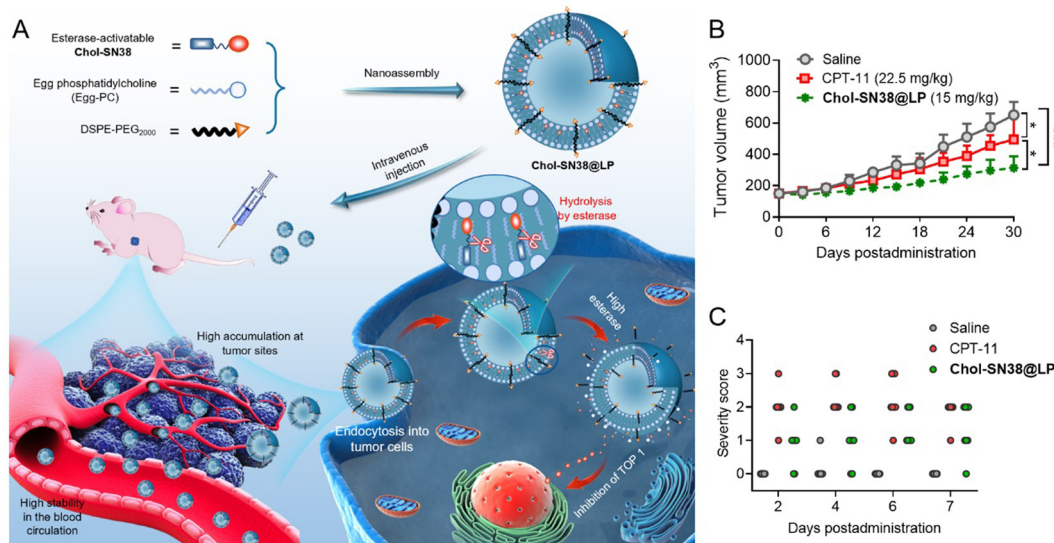 A
Esterase-activatable
Chol-SN38
=
Egg phosphatidylcholine
(Egg-PC)
=
DSPE-PEG2000
=
Nanoassembly
Chol-SN38@LP
Intravenous
injection
Hydrolysis
by esterase
High
esterase
High accumulation at
tumor sites
Endocytosis into
tumor cells
Inhibition of TOP 1
High stability
in the blood
circulation
B
Tumor volume (mm3)
1000
800
600
400
200
0
Saline
CPT-11 (22.5 mg/kg)
Chol-SN38@LP (15 mg/kg)
*
*
0 6 12 18 24 30
Days postadministration
C
Saline
CPT-11
Chol-SN38@LP
Severity score
4
3
2
1
0
2 4 6 7
Days postadministration